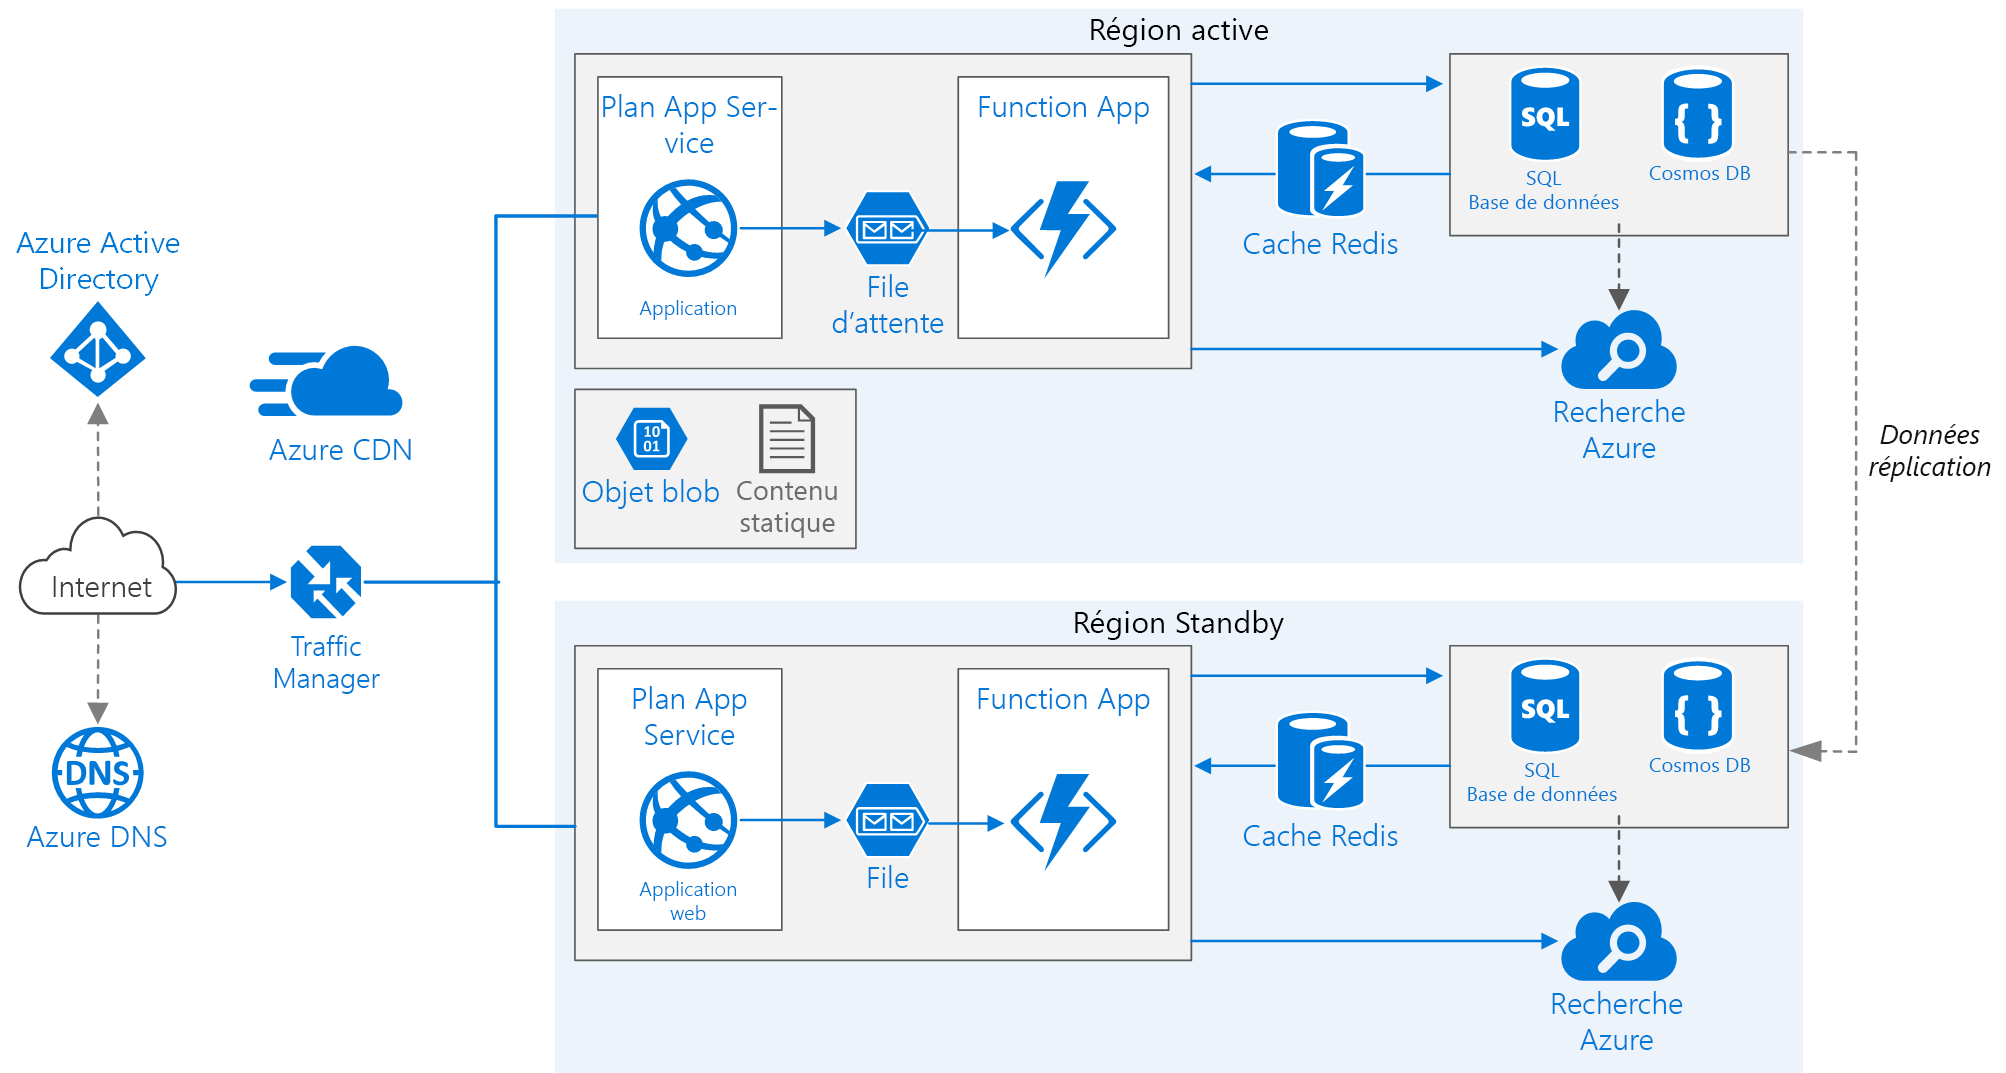 Région active
Plan App Ser-
vice
Application
File
d’attente
Function App
Cache Redis
SQL
SQL
Base de données
{ }
Cosmos DB
Recherche
Azure
10
01
Objet blob
Contenu
statique
Données
réplication
Azure Active
Directory
Azure CDN
Internet
Traffic
Manager
DNS
Azure DNS
Région Standby
Plan App
Service
Application
web
File
Function App
Cache Redis
SQL
SQL
Base de données
{ }
Cosmos DB
Recherche
Azure